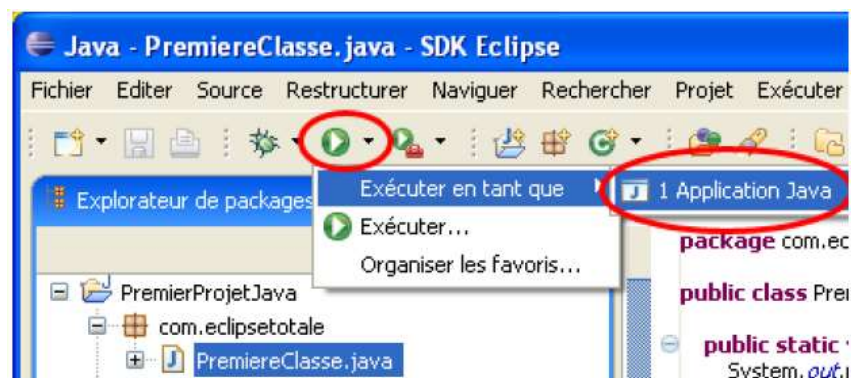 Java - PremiereClasse.java - SDK Eclipse
Fichier Editer Source Restructurer Naviguer Rechercher Projet Exécuter
Explorateur de packages
Exécuter en tant que
1 Application Java
Exécuter...
Organiser les favoris...
PremierProjetJava
com.eclipsetotale
PremiereClasse.java
package com.ec
public class Prei
public static
System.out.